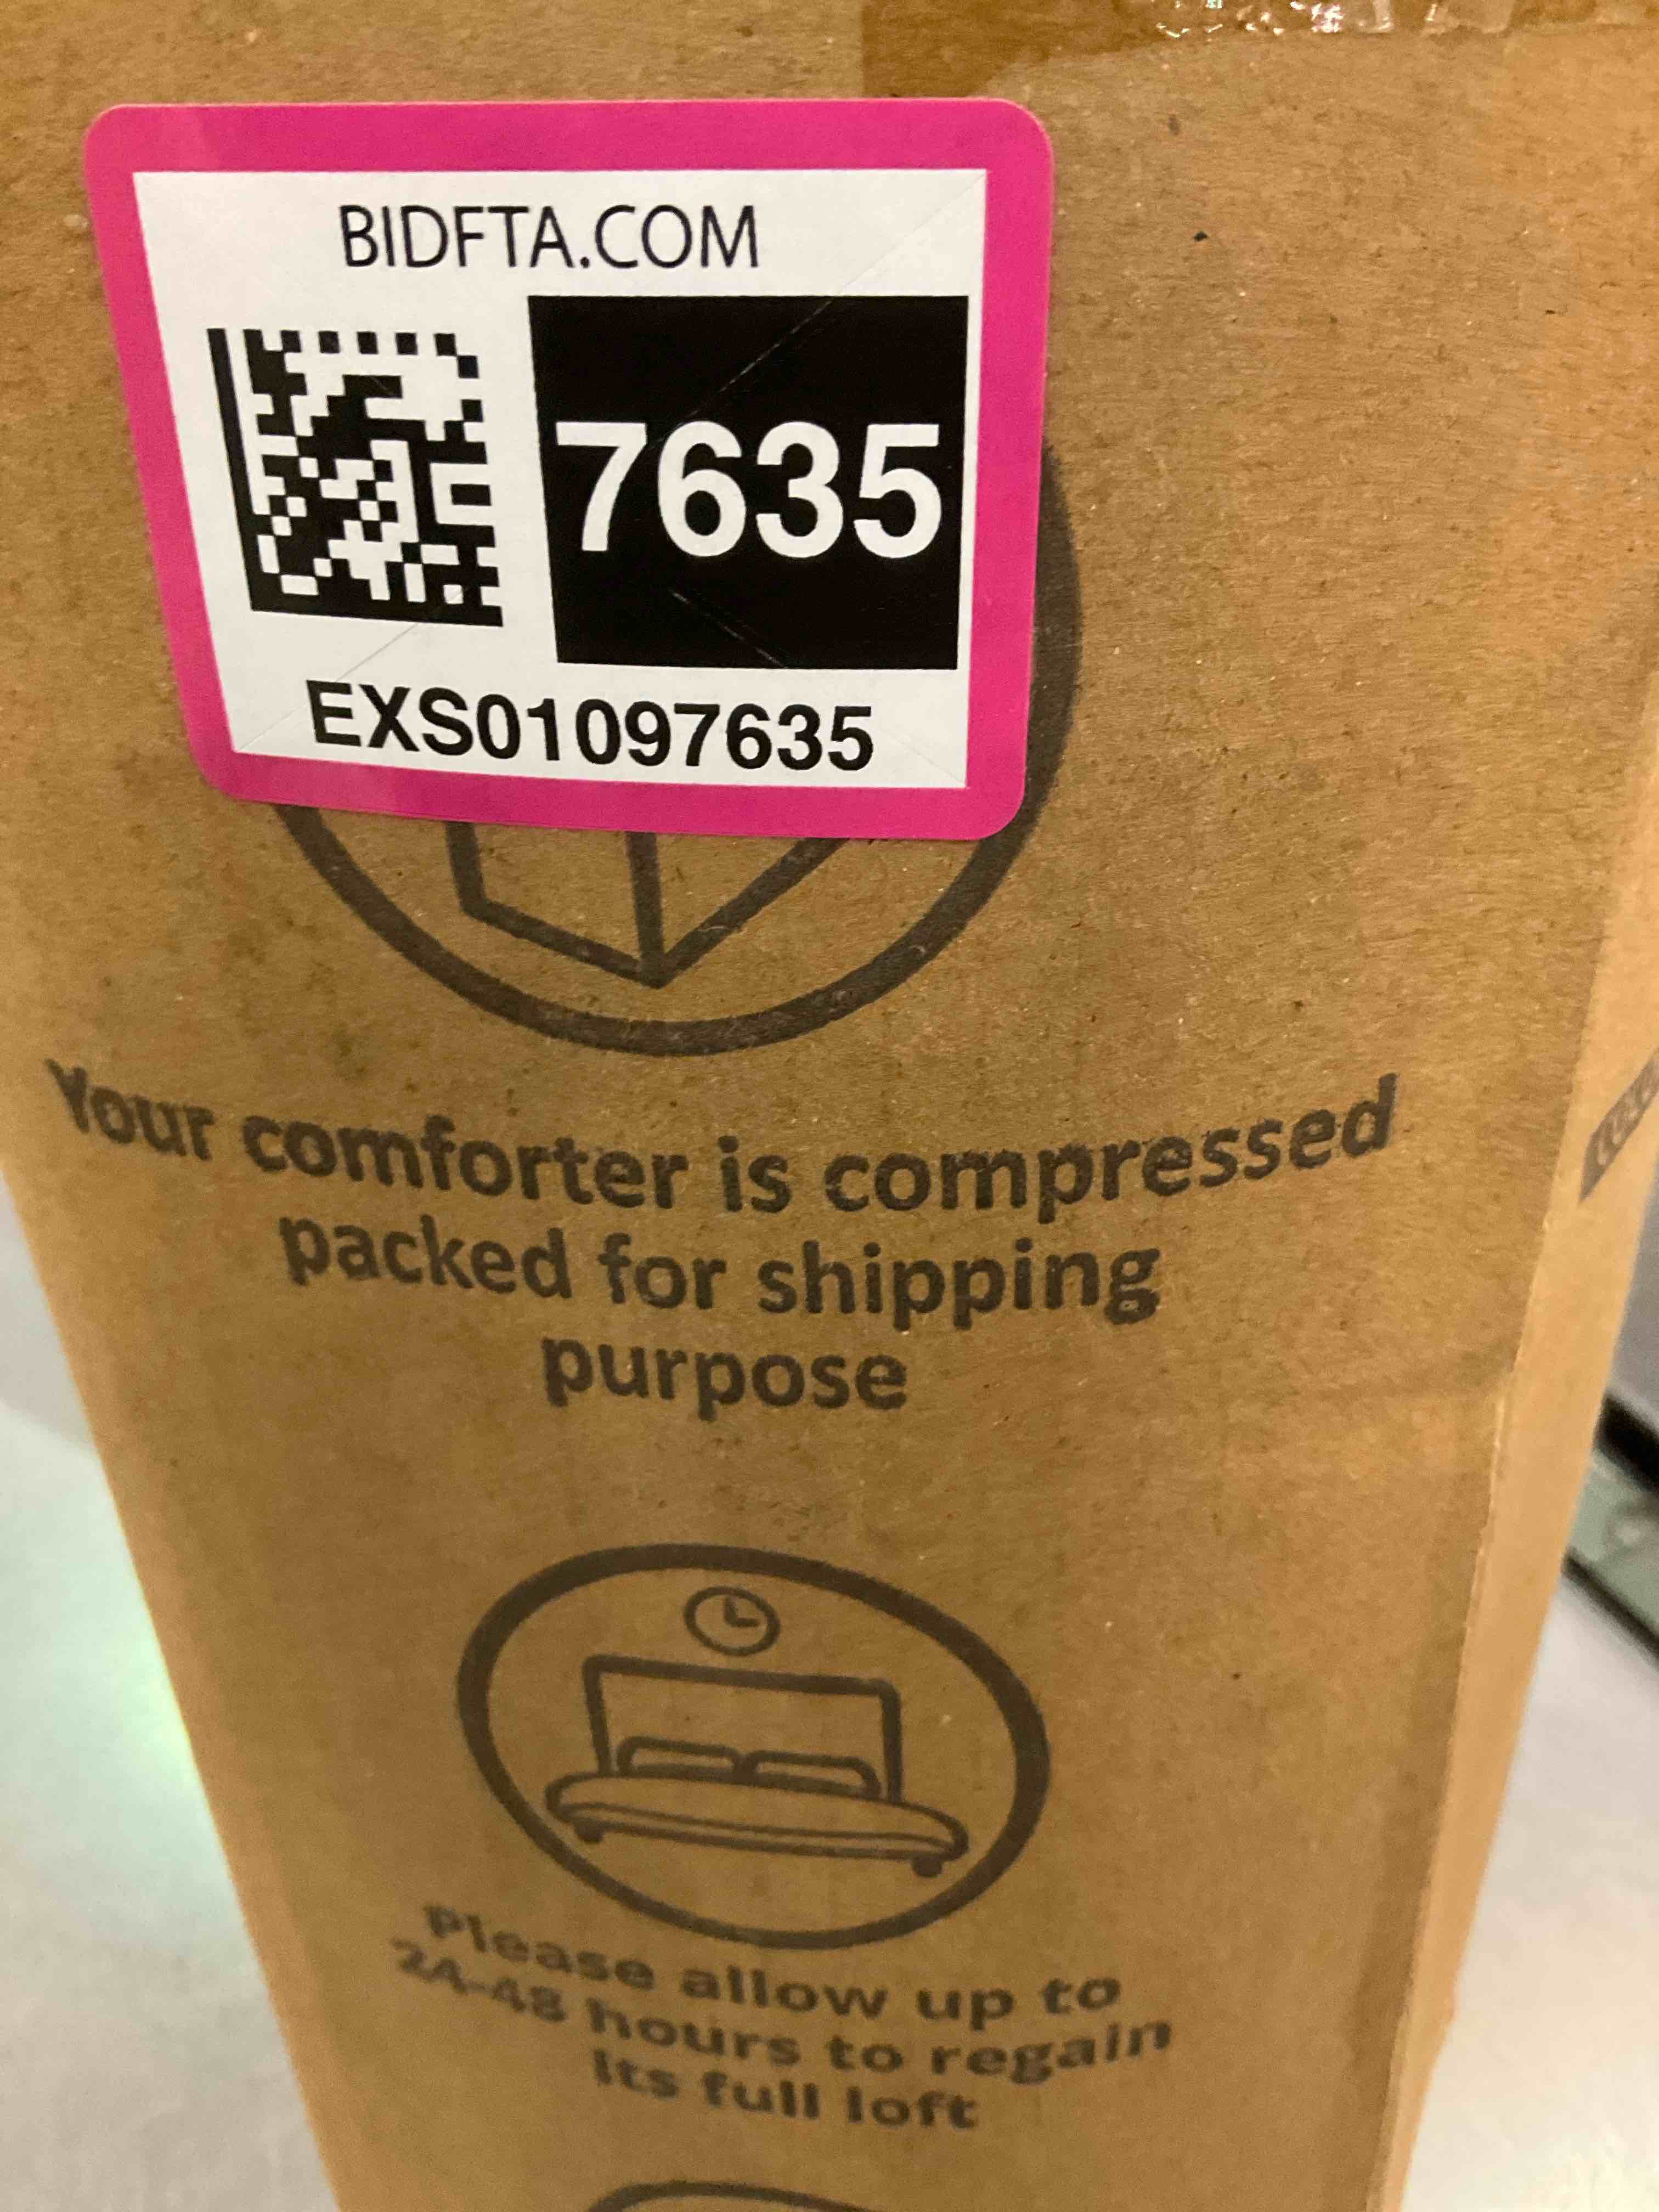 BIDFTA.COM
7635
EXS01097635
Your comforter is compressed
packed for shipping
purpose
Please allow up to
24-48 hours to regain
its full loft